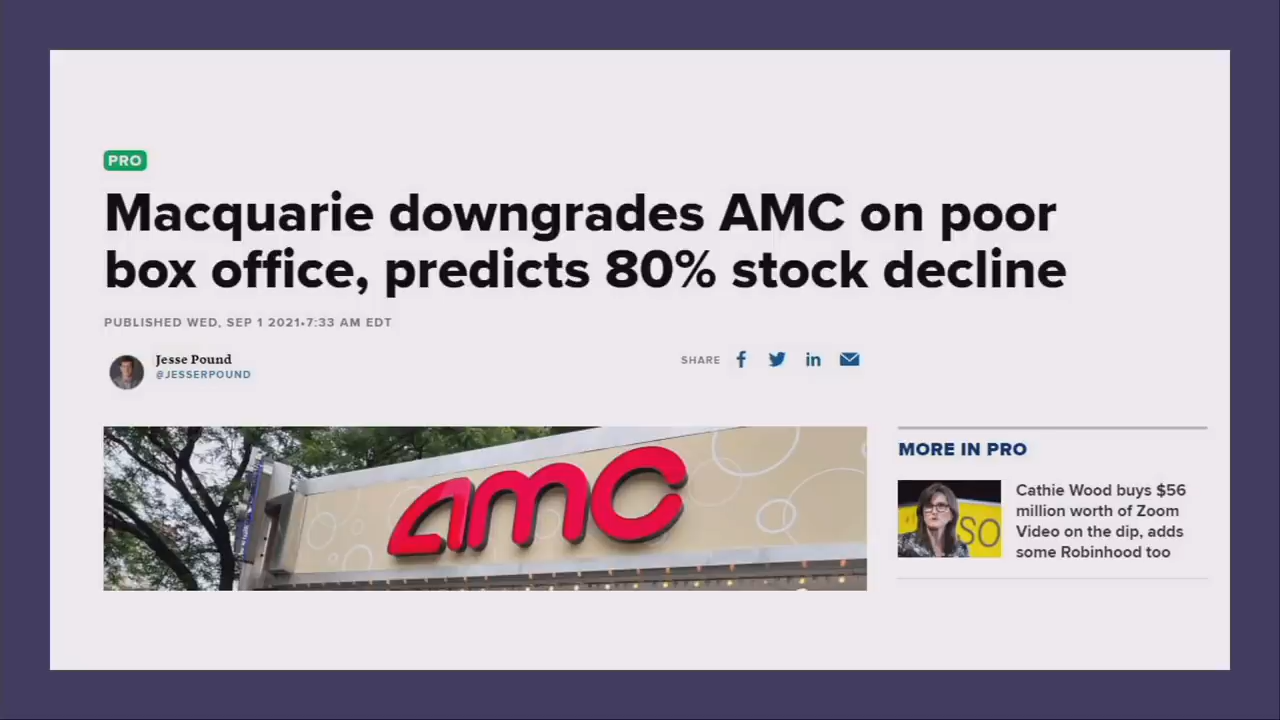 PRO
Macquarie downgrades AMC on poor
box office, predicts 80% stock decline
PUBLISHED WED, SEP 1 2021•7:33 AM EDT
Jesse Pound
@JESSERPOUND
SHARE
amc
MORE IN PRO
Cathie Wood buys $56
million worth of Zoom
Video on the dip, adds
some Robinhood too
SO